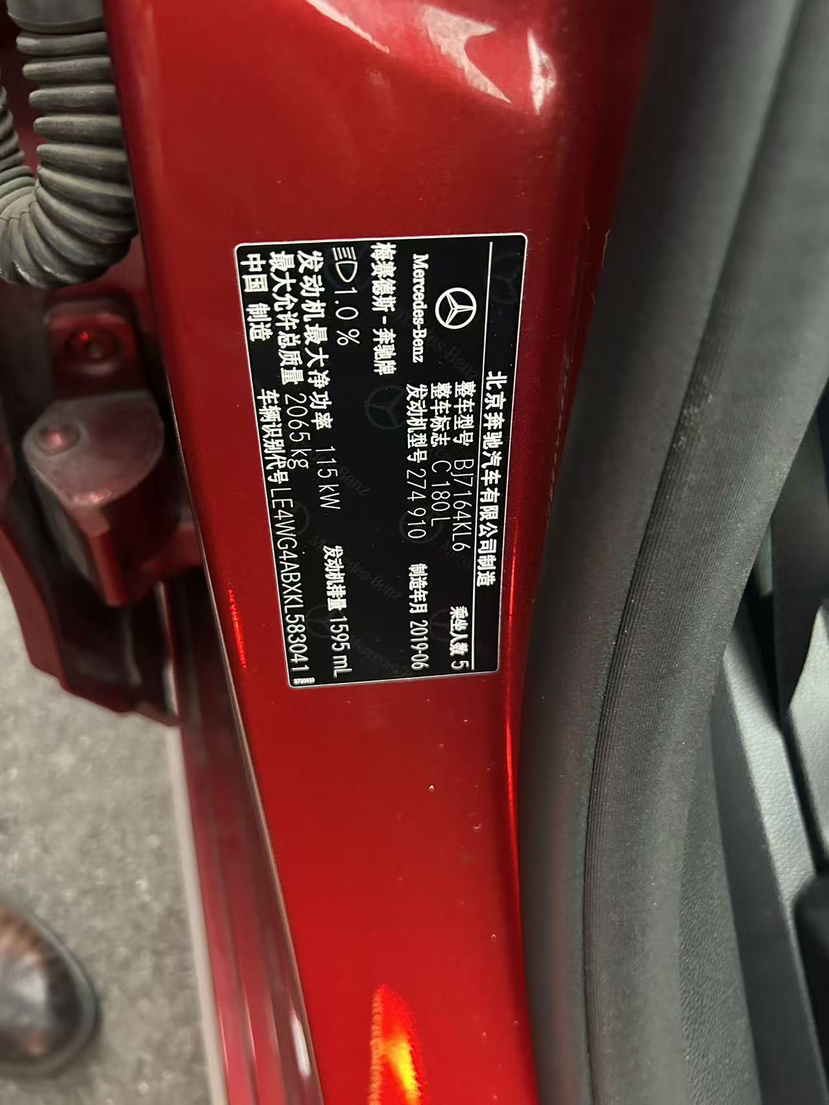 北京奔驰汽车有限公司制造
Mercedes-Benz
整车型号 BJ7164KL6 乘坐人数 5
整车标志 C 180 L
发动机型号 274 910 制造年月 2019-06
梅赛德斯-奔驰牌
1.0 %
发动机最大净功率 115 kW 发动机排量 1595 mL
最大允许总质量 2065 kg
中国 制造 车辆识别代号 LE4WG4ABXKL583041